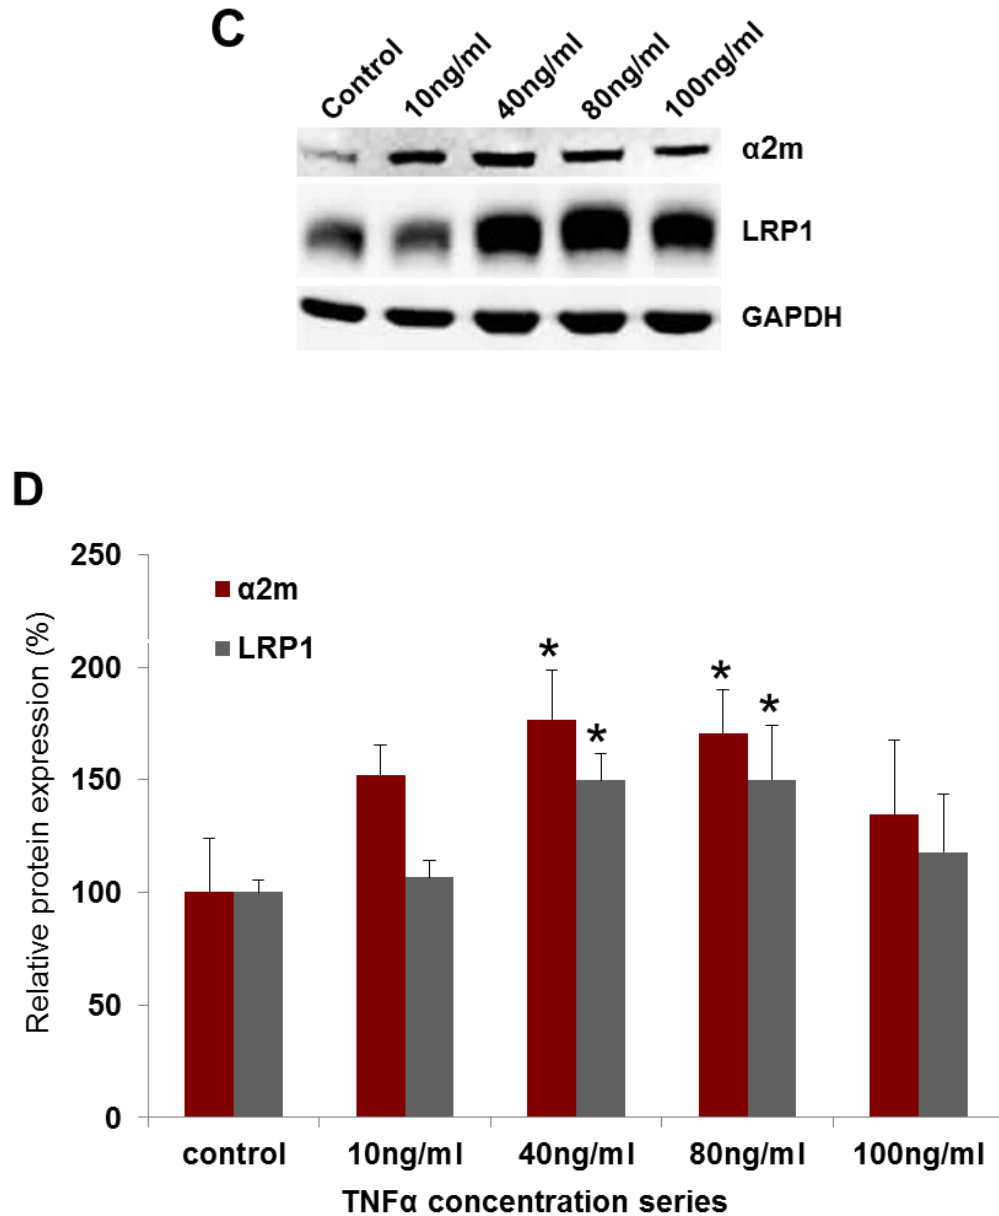 C
Control 10ng/ml 40ng/ml 80ng/ml 100ng/ml
α2m
LRP1
GAPDH
D
Relative protein expression (%)
250
200
150
100
50
0
α2m
LRP1
* * * *
control 10ng/ml 40ng/ml 80ng/ml 100ng/ml
TNFα concentration series